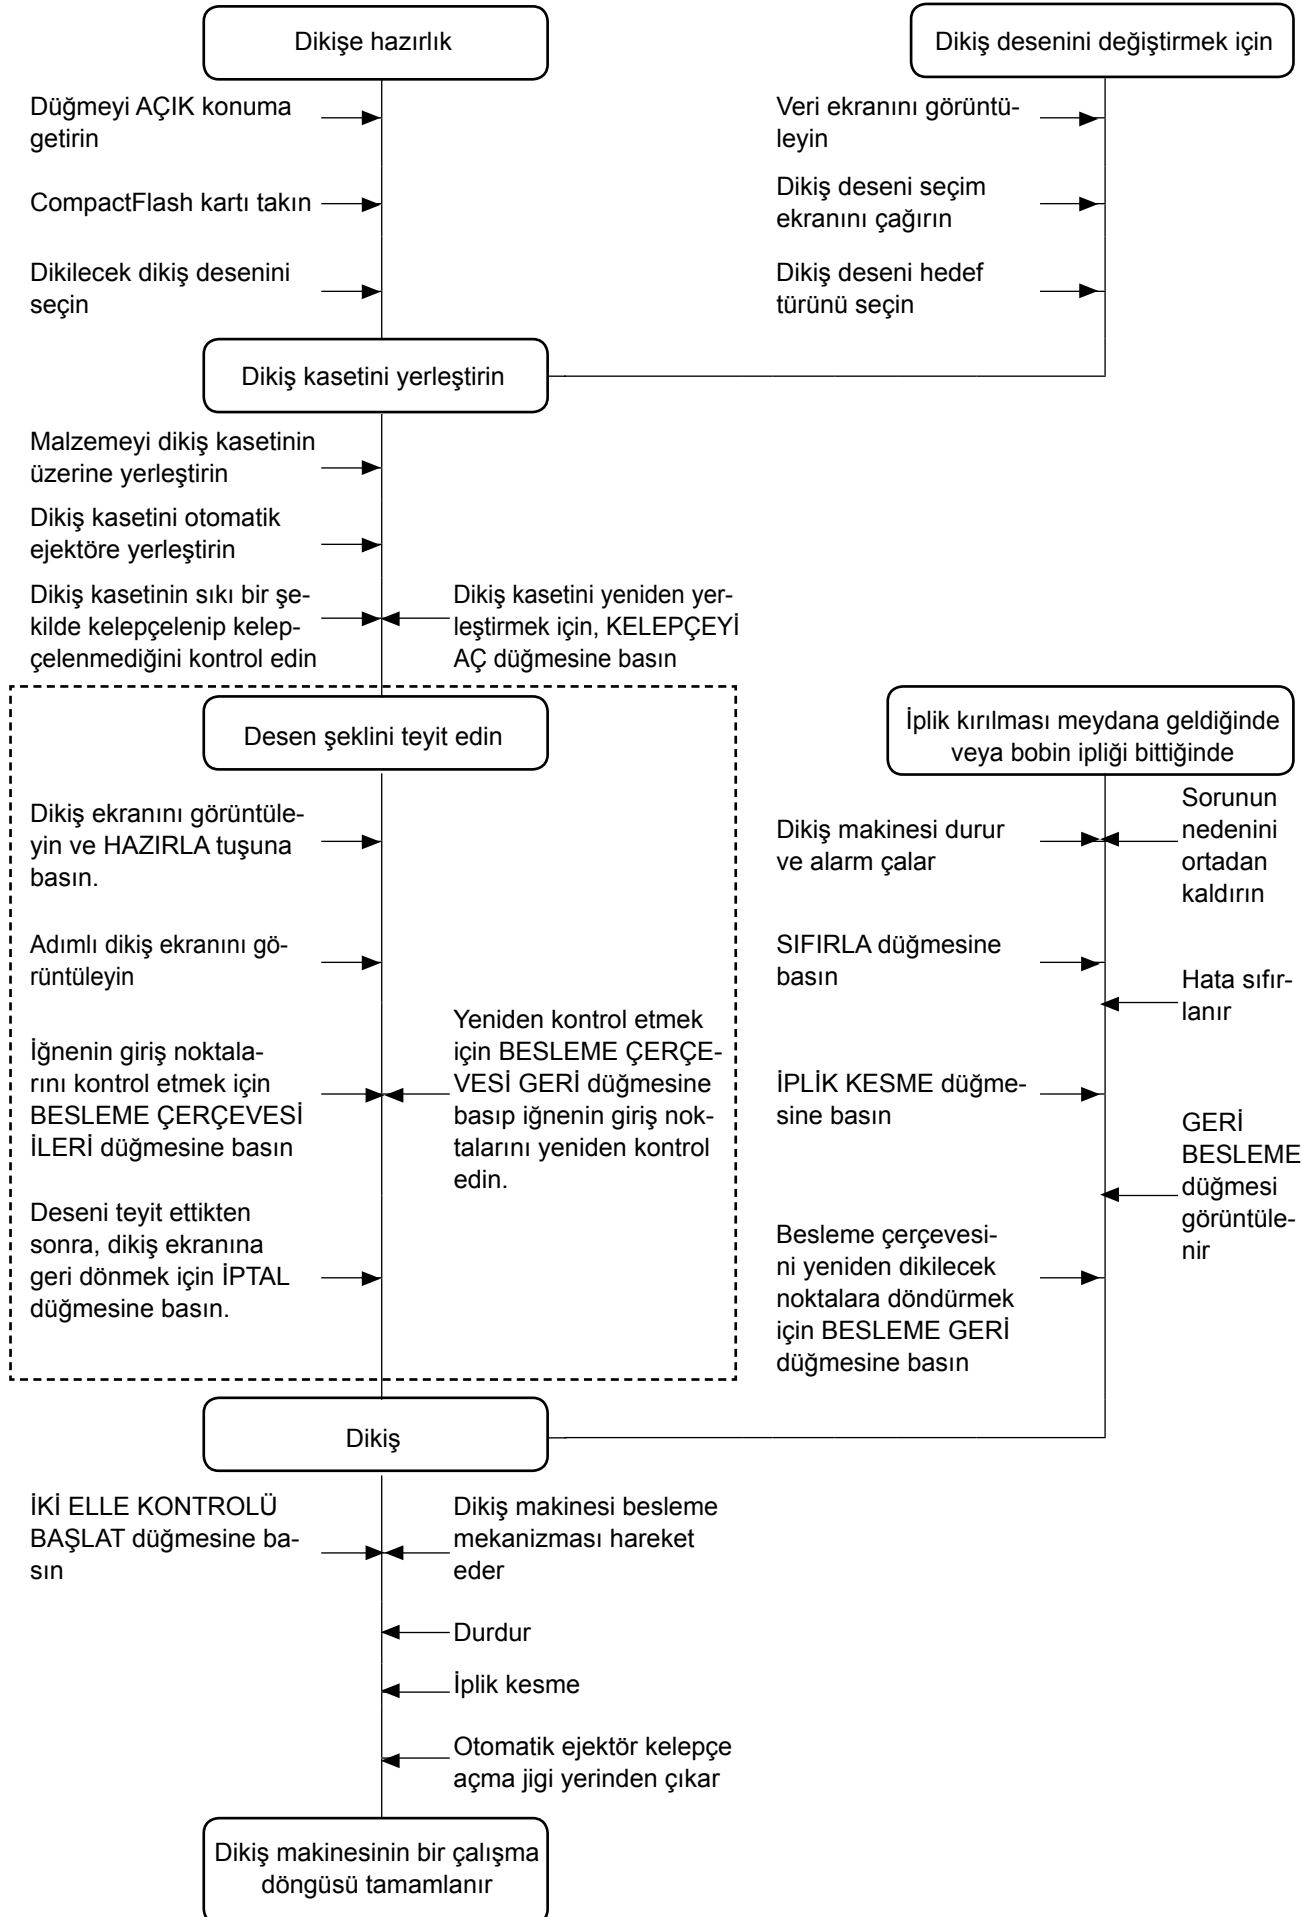 Dikişe hazırlık
Düğmeyi AÇIK konuma
getirin
CompactFlash kartı takın
Dikilecek dikiş desenini
seçin
Dikiş desenini değiştirmek için
Veri ekranını görüntü-
leyin
Dikiş deseni seçim
ekranını çağırın
Dikiş deseni hedef
türünü seçin
Dikiş kasetini yerleştirin
Malzemeyi dikiş kasetinin
üzerine yerleştirin
Dikiş kasetini otomatik
ejektöre yerleştirin
Dikiş kasetinin sıkı bir şe-
kilde kelepçelenip kelep-
çelenmediğini kontrol edin
Dikiş kasetini yeniden yer-
leştirmek için, KELEPÇEYİ
AÇ düğmesine basın
Desen şeklini teyit edin
Dikiş ekranını görüntüle-
yin ve HAZIRLA tuşuna
basın.
Adımlı dikiş ekranını gö-
rüntüleyin
İğnenin giriş noktala-
rını kontrol etmek için
BESLEME ÇERÇEVESİ
İLERİ düğmesine basın
Yeniden kontrol etmek
için BESLEME ÇERÇE-
VESİ GERİ düğmesine
basıp iğnenin giriş nok-
talarını yeniden kontrol
edin.
Deseni teyit ettikten
sonra, dikiş ekranına
geri dönmek için İPTAL
düğmesine basın.
İplik kırılması meydana geldiğinde
veya bobin ipliği bittiğinde
Dikiş makinesi durur
ve alarm çalar
Sorunun
nedenini
ortadan
kaldırın
SIFIRLA düğmesine
basın
Hata sıfır-
lanır
İPLİK KESME düğme-
sine basın
GERİ
BESLEME
düğmesi
görüntüle-
nir
Besleme çerçevesi-
ni yeniden dikilecek
noktalara döndürmek
için BESLEME GERİ
düğmesine basın
Dikiş
İKİ ELLE KONTROLÜ
BAŞLAT düğmesine ba-
sın
Dikiş makinesi besleme
mekanizması hareket
eder
Durdur
İplik kesme
Otomatik ejektör kelepçe
açma jigi yerinden çıkar
Dikiş makinesinin bir çalışma
döngüsü tamamlanır